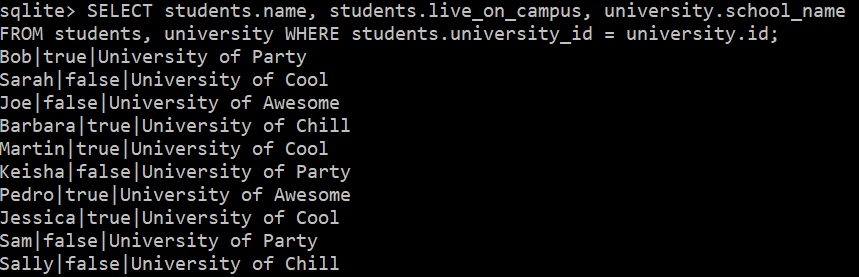 sqlite> SELECT students.name, students.live_on_campus, university.school_name
FROM students, university WHERE students.university_id = university.id;
Bob|true|University of Party
Sarah|false|University of Cool
Joe|false|University of Awesome
Barbara|true|University of Chill
Martin|true|University of Cool
Keisha|false|University of Party
Pedro|true|University of Awesome
Jessica|true|University of Cool
Sam|false|University of Party
Sally|false|University of Chill